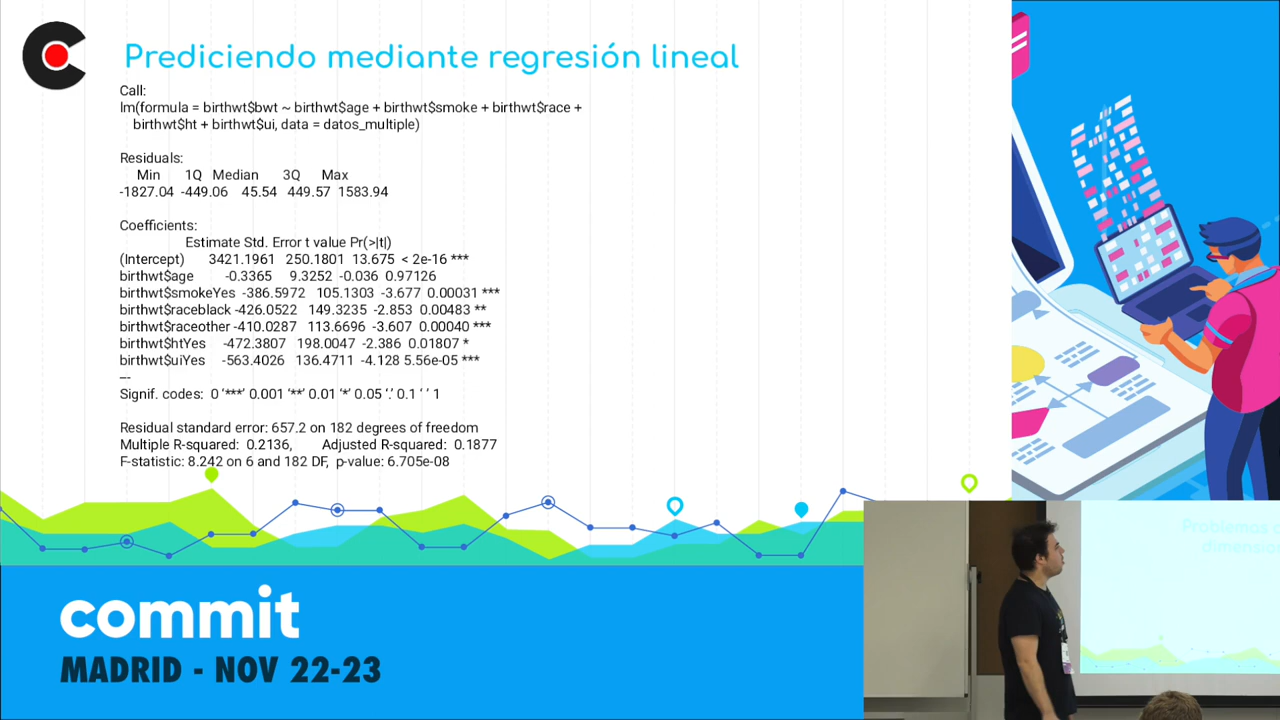 Prediciendo mediante regresión lineal
Call:
lm(formula = birthwt$bwt ~ birthwt$age + birthwt$smoke + birthwt$race +
birthwt$ht + birthwt$ui, data = datos_multiple)
Residuals:
Min 1Q Median 3Q Max
-1827.04 -449.06 45.54 449.57 1583.94
Coefficients:
Estimate Std. Error t value Pr(>|t|)
(Intercept) 3421.1961 250.1801 13.675 < 2e-16 ***
birthwt$age -0.3365 9.3252 -0.036 0.97126
birthwt$smokeYes -386.5972 105.1303 -3.677 0.00031 ***
birthwt$raceblack -426.0522 149.3235 -2.853 0.00483 **
birthwt$raceother -410.0287 113.6696 -3.607 0.00040 ***
birthwt$htYes -472.3807 198.0047 -2.386 0.01807 *
birthwt$uiYes -563.4026 136.4711 -4.128 5.56e-05 ***
---
Signif. codes: 0 ‘***’ 0.001 ‘**’ 0.01 ‘*’ 0.05 ‘.’ 0.1 ‘ ’ 1
Residual standard error: 657.2 on 182 degrees of freedom
Multiple R-squared: 0.2136, Adjusted R-squared: 0.1877
F-statistic: 8.242 on 6 and 182 DF, p-value: 6.705e-08
commit
MADRID - NOV 22-23
Problemas
dimension